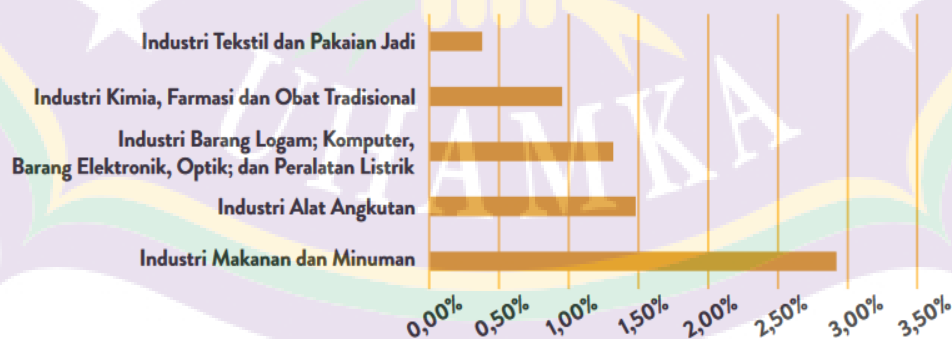 Industri Tekstil dan Pakaian Jadi
Industri Kimia, Farmasi dan Obat Tradisional
Industri Barang Logam; Komputer,
Barang Elektronik, Optik; dan Peralatan Listrik
Industri Alat Angkutan
Industri Makanan dan Minuman
0,00% 0,50% 1,00% 1,50% 2,00% 2,50% 3,00% 3,50%
UHAMKA